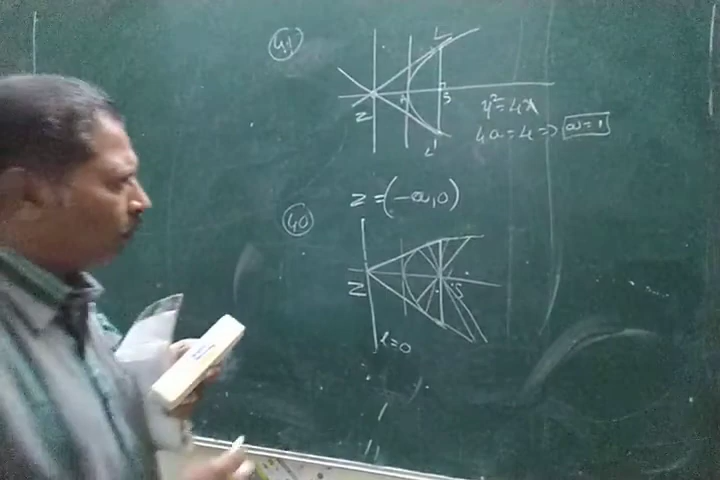 41
L
Z
A
S
L'
y² = 4x
4a = 4 => a = 1
Z = (-a, 0)
40
Z
S
l = 0